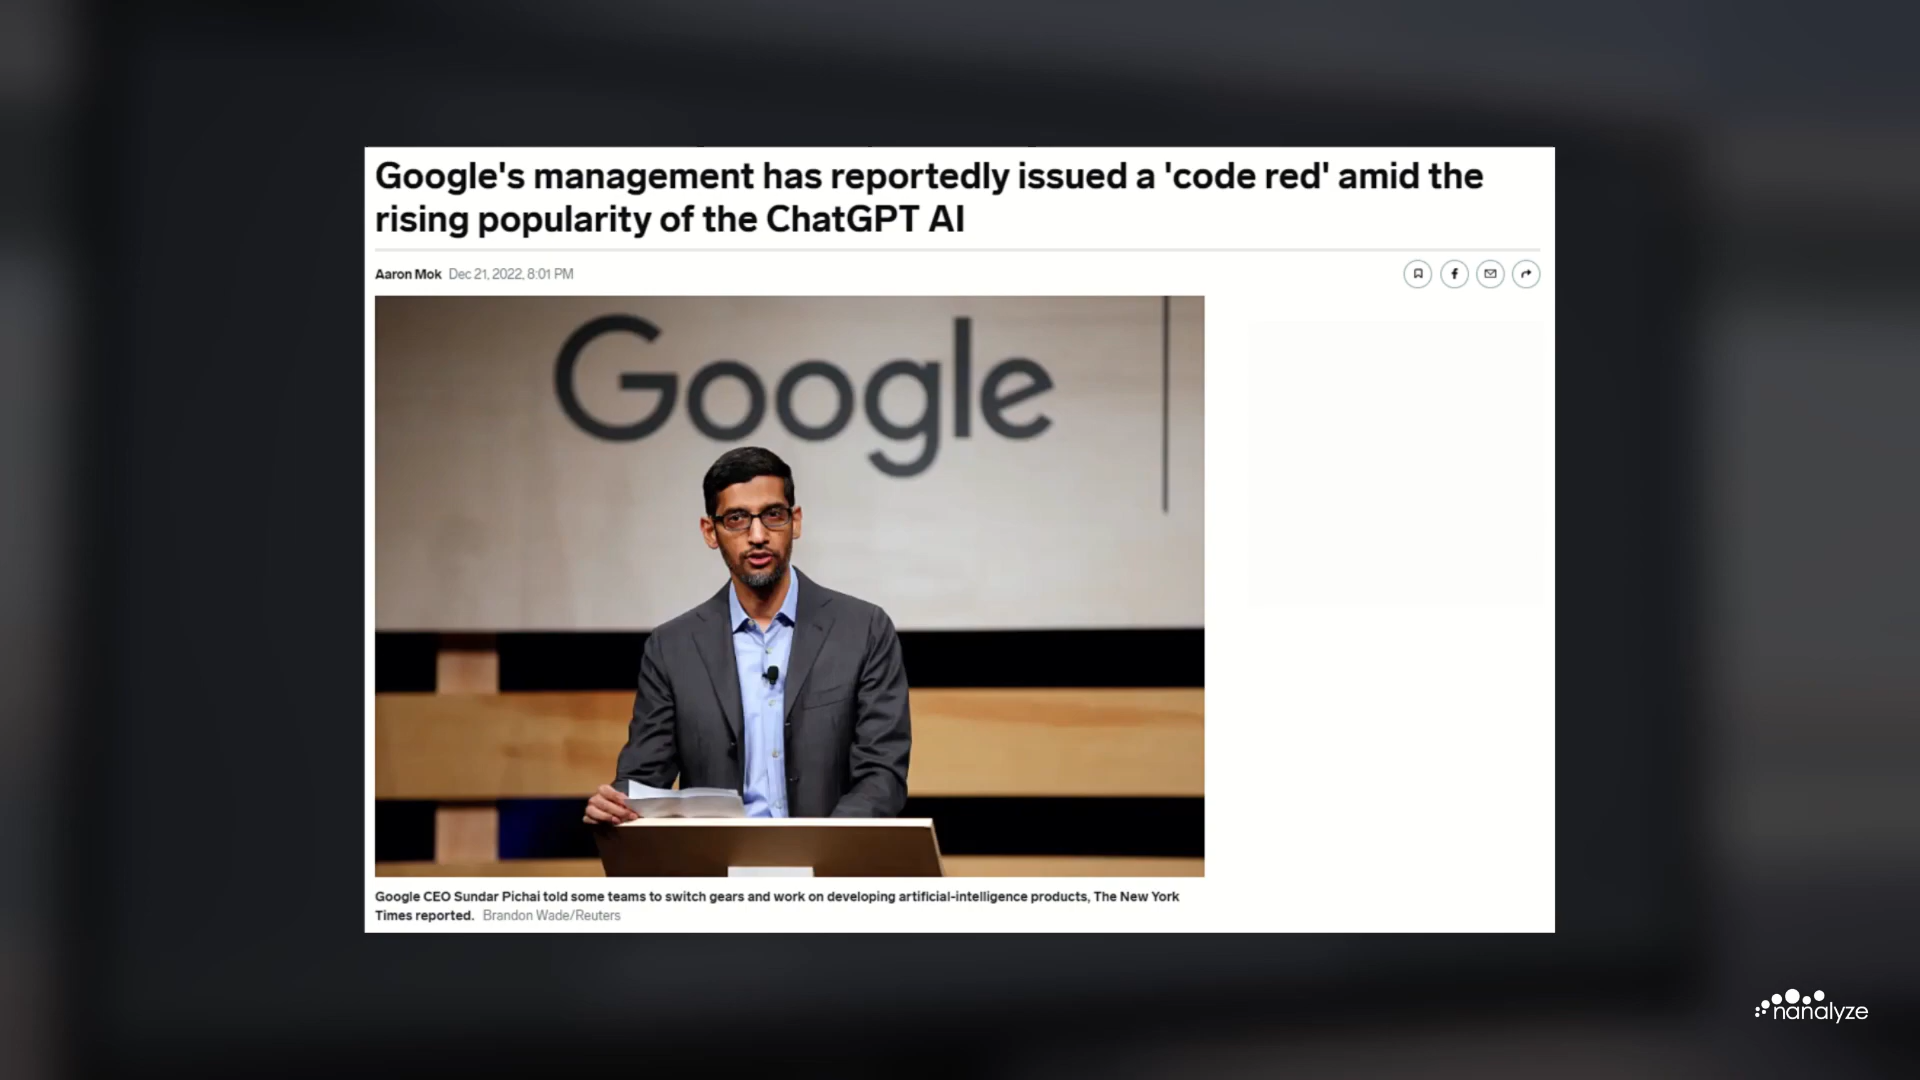 Google's management has reportedly issued a 'code red' amid the
rising popularity of the ChatGPT AI
Aaron Mok Dec 21, 2022, 8:01 PM
Google
Google CEO Sundar Pichai told some teams to switch gears and work on developing artificial-intelligence products, The New York
Times reported. Brandon Wade/Reuters
nanalyze